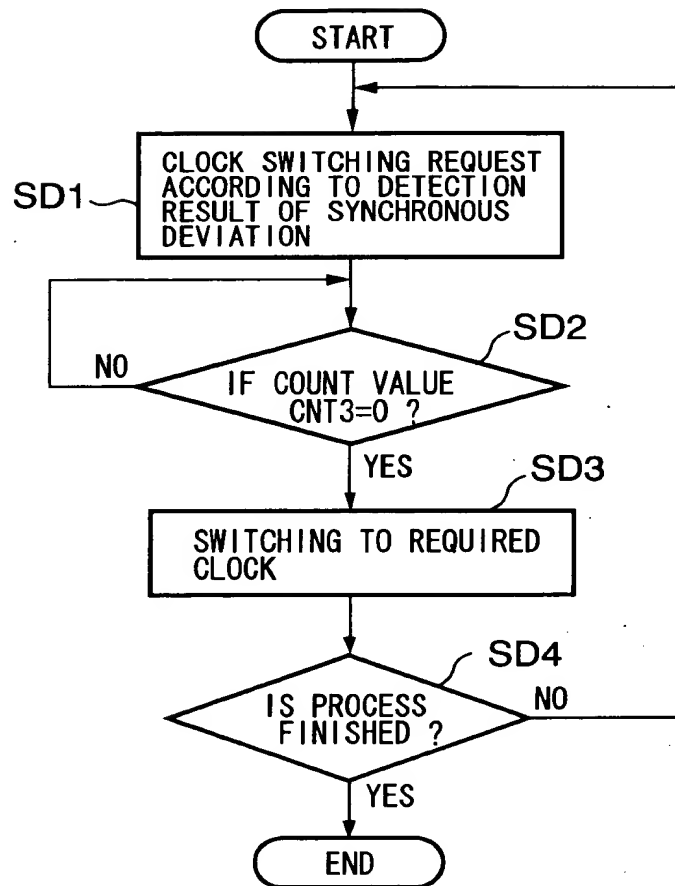 START
CLOCK SWITCHING REQUEST
ACCORDING TO DETECTION
RESULT OF SYNCHRONOUS
DEVIATION
SD1
SD2
NO
IF COUNT VALUE
CNT3=0 ?
YES
SD3
SWITCHING TO REQUIRED
CLOCK
SD4
IS PROCESS
FINISHED ?
NO
YES
END